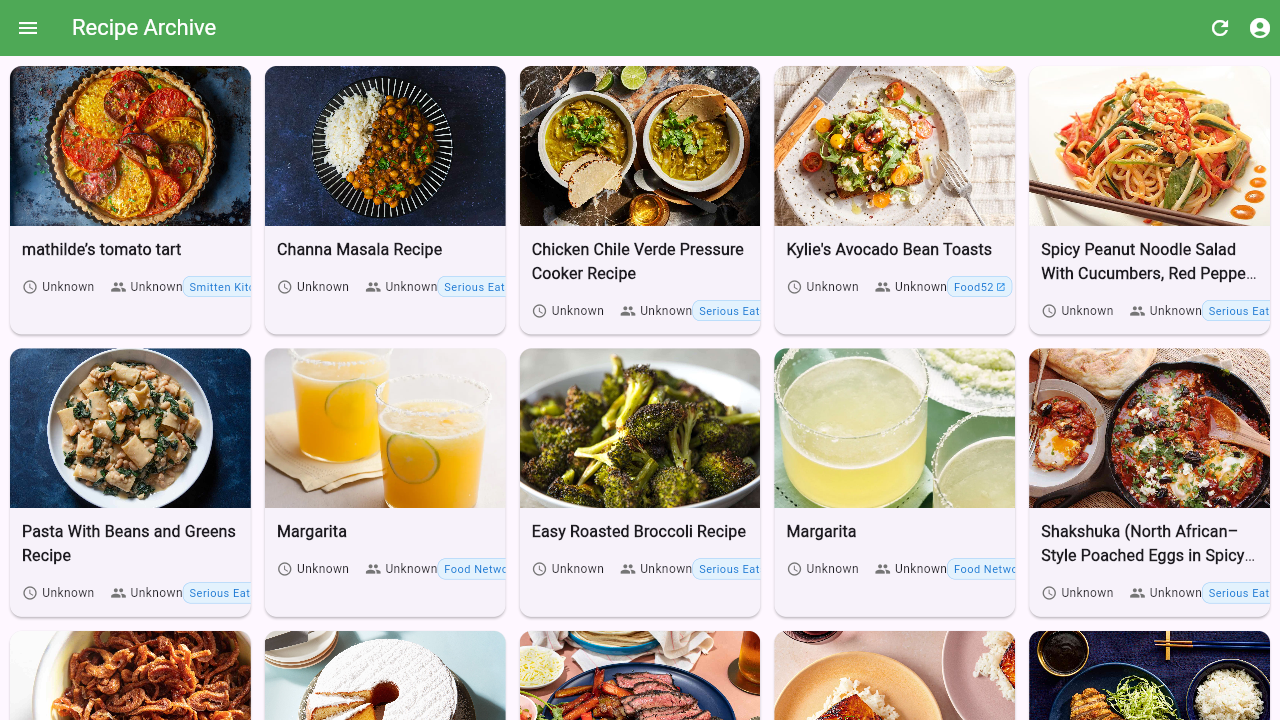 Recipe Archive
mathilde's tomato tart
Unknown Unknown Smitten Kitc
Channa Masala Recipe
Unknown Unknown Serious Eat
Chicken Chile Verde Pressure
Cooker Recipe
Unknown Unknown Serious Eat
Kylie's Avocado Bean Toasts
Unknown Unknown Food52
Spicy Peanut Noodle Salad
With Cucumbers, Red Peppe…
Unknown Unknown Serious Eat
Pasta With Beans and Greens
Recipe
Unknown Unknown Serious Eat
Margarita
Unknown Unknown Food Netwo
Easy Roasted Broccoli Recipe
Unknown Unknown Serious Eat
Margarita
Unknown Unknown Food Netwo
Shakshuka (North African–
Style Poached Eggs in Spicy…
Unknown Unknown Serious Eat